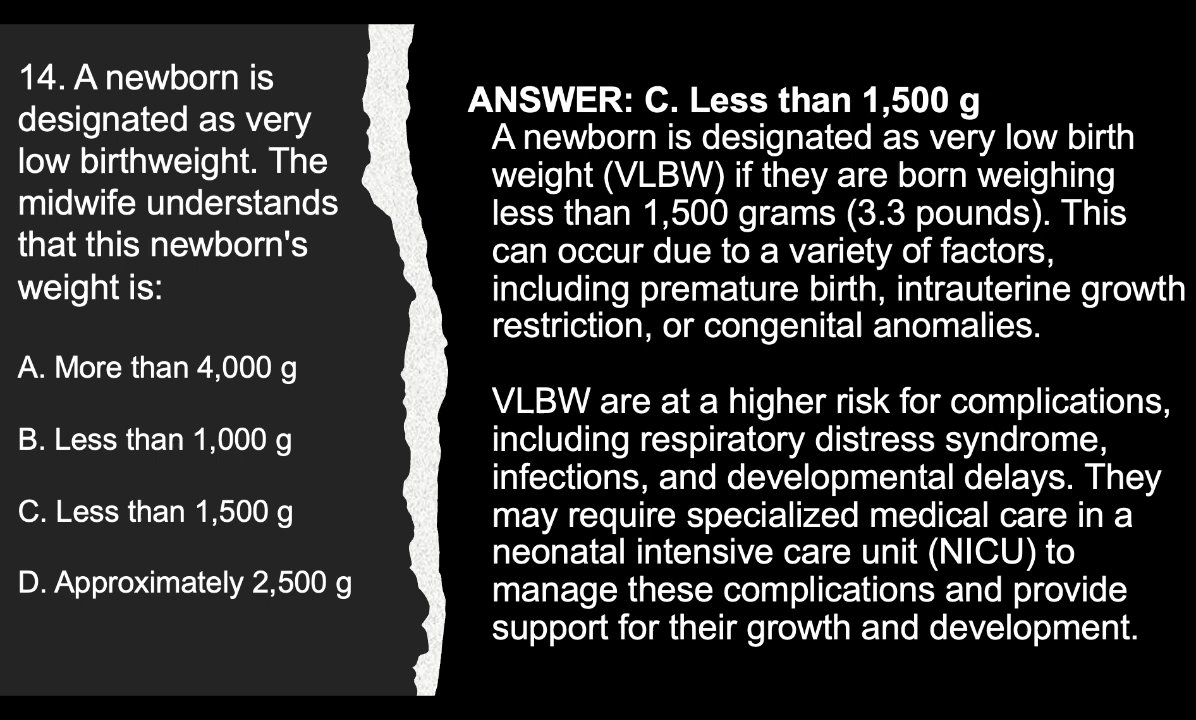 14. A newborn is
designated as very
low birthweight. The
midwife understands
that this newborn's
weight is:
A. More than 4,000 g
B. Less than 1,000 g
C. Less than 1,500 g
D. Approximately 2,500 g
ANSWER: C. Less than 1,500 g
A newborn is designated as very low birth
weight (VLBW) if they are born weighing
less than 1,500 grams (3.3 pounds). This
can occur due to a variety of factors,
including premature birth, intrauterine growth
restriction, or congenital anomalies.
VLBW are at a higher risk for complications,
including respiratory distress syndrome,
infections, and developmental delays. They
may require specialized medical care in a
neonatal intensive care unit (NICU) to
manage these complications and provide
support for their growth and development.